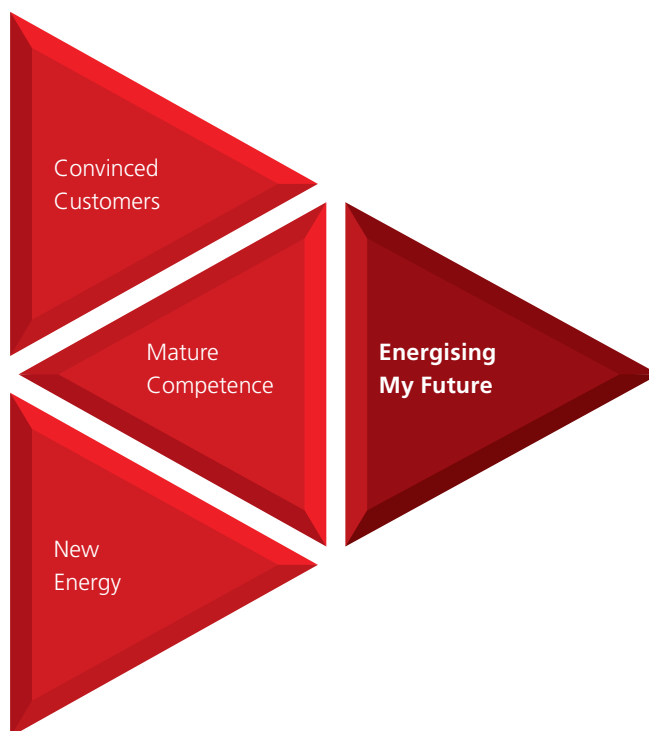 Convinced
Customers
Mature
Competence
Energising
My Future
New
Energy